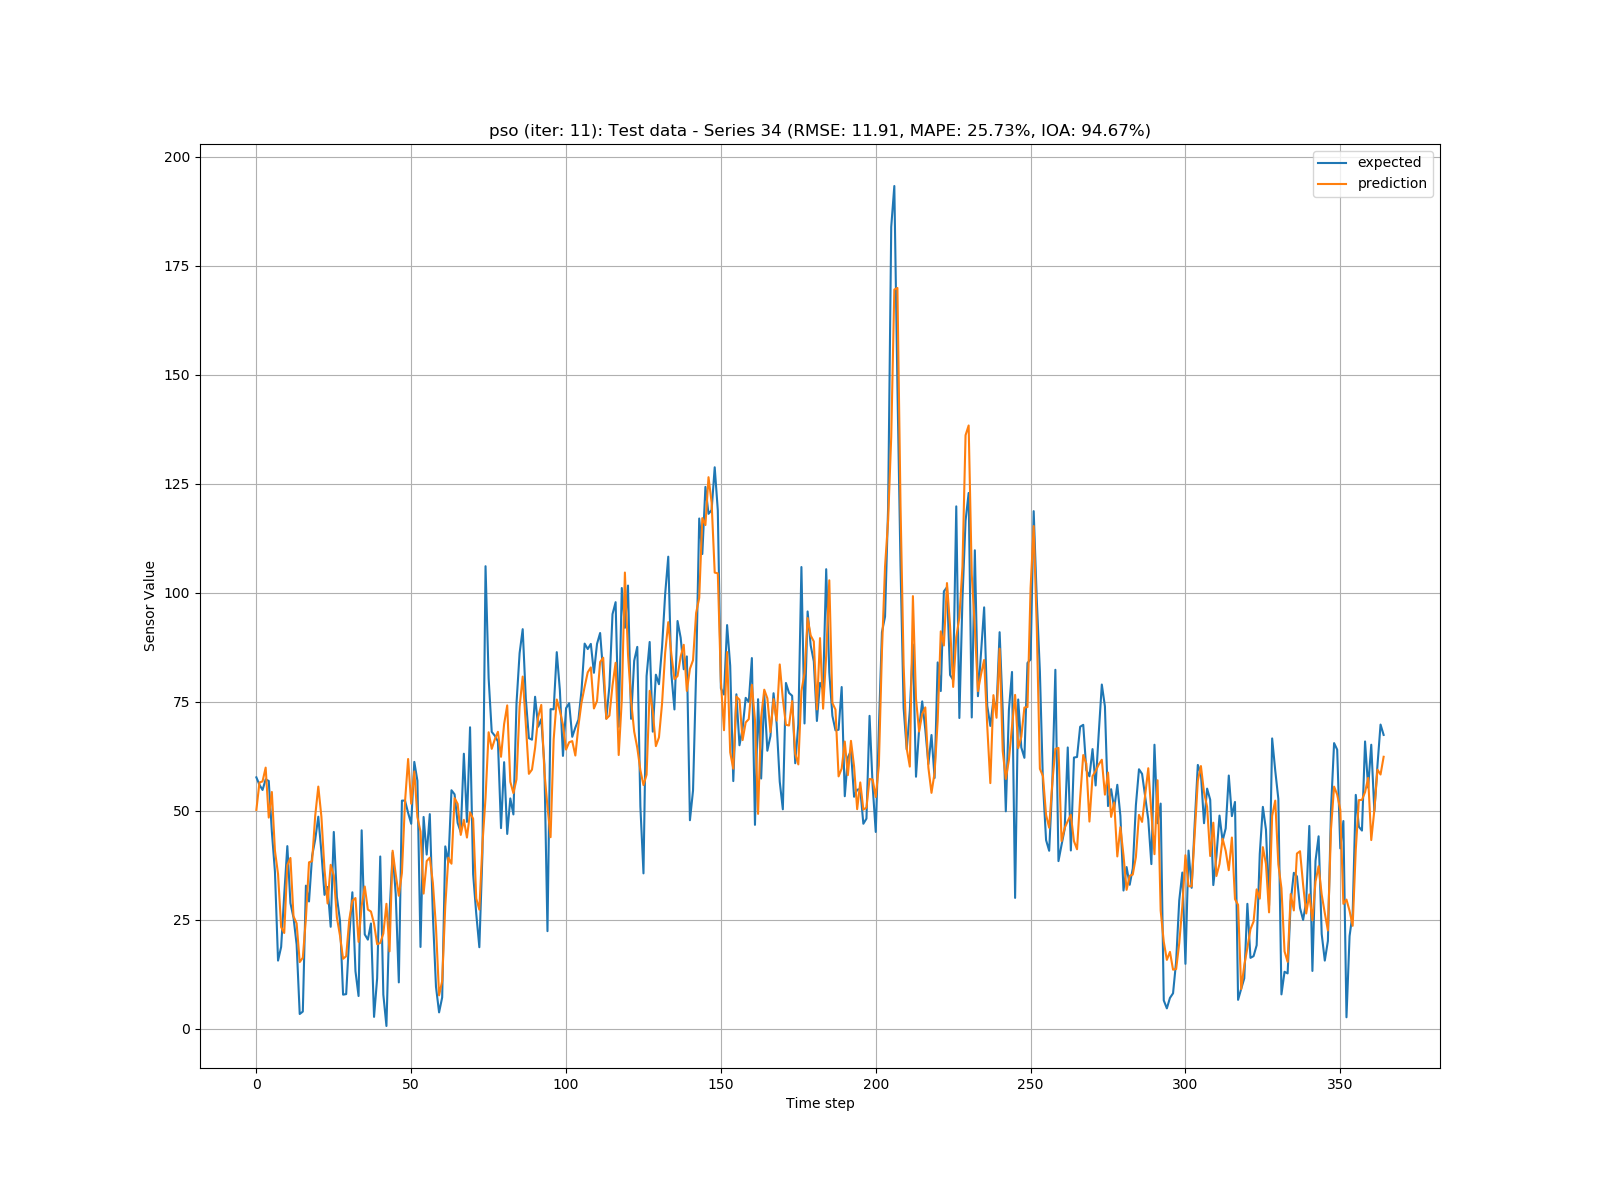 pso (iter: 11): Test data - Series 34 (RMSE: 11.91, MAPE: 25.73%, IOA: 94.67%)
expected
prediction
Sensor Value
200
175
150
125
100
75
50
25
0
0 50 100 150 200 250 300 350
Time step